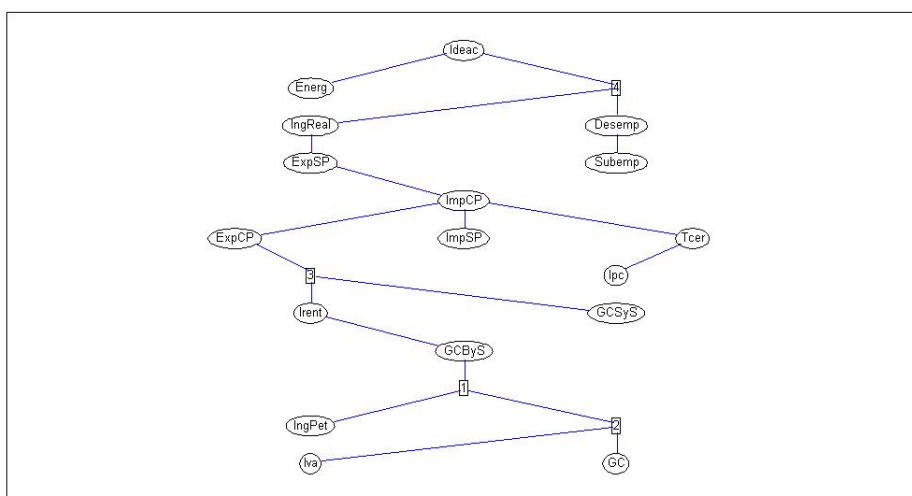 Ideac
Energ 4
IngReal Desemp
ExpSP Subemp
ImpCP
ExpCP ImpSP Tcer
3 Ipc
Irent GCSyS
GCByS
1
IngPet 2
Iva GC